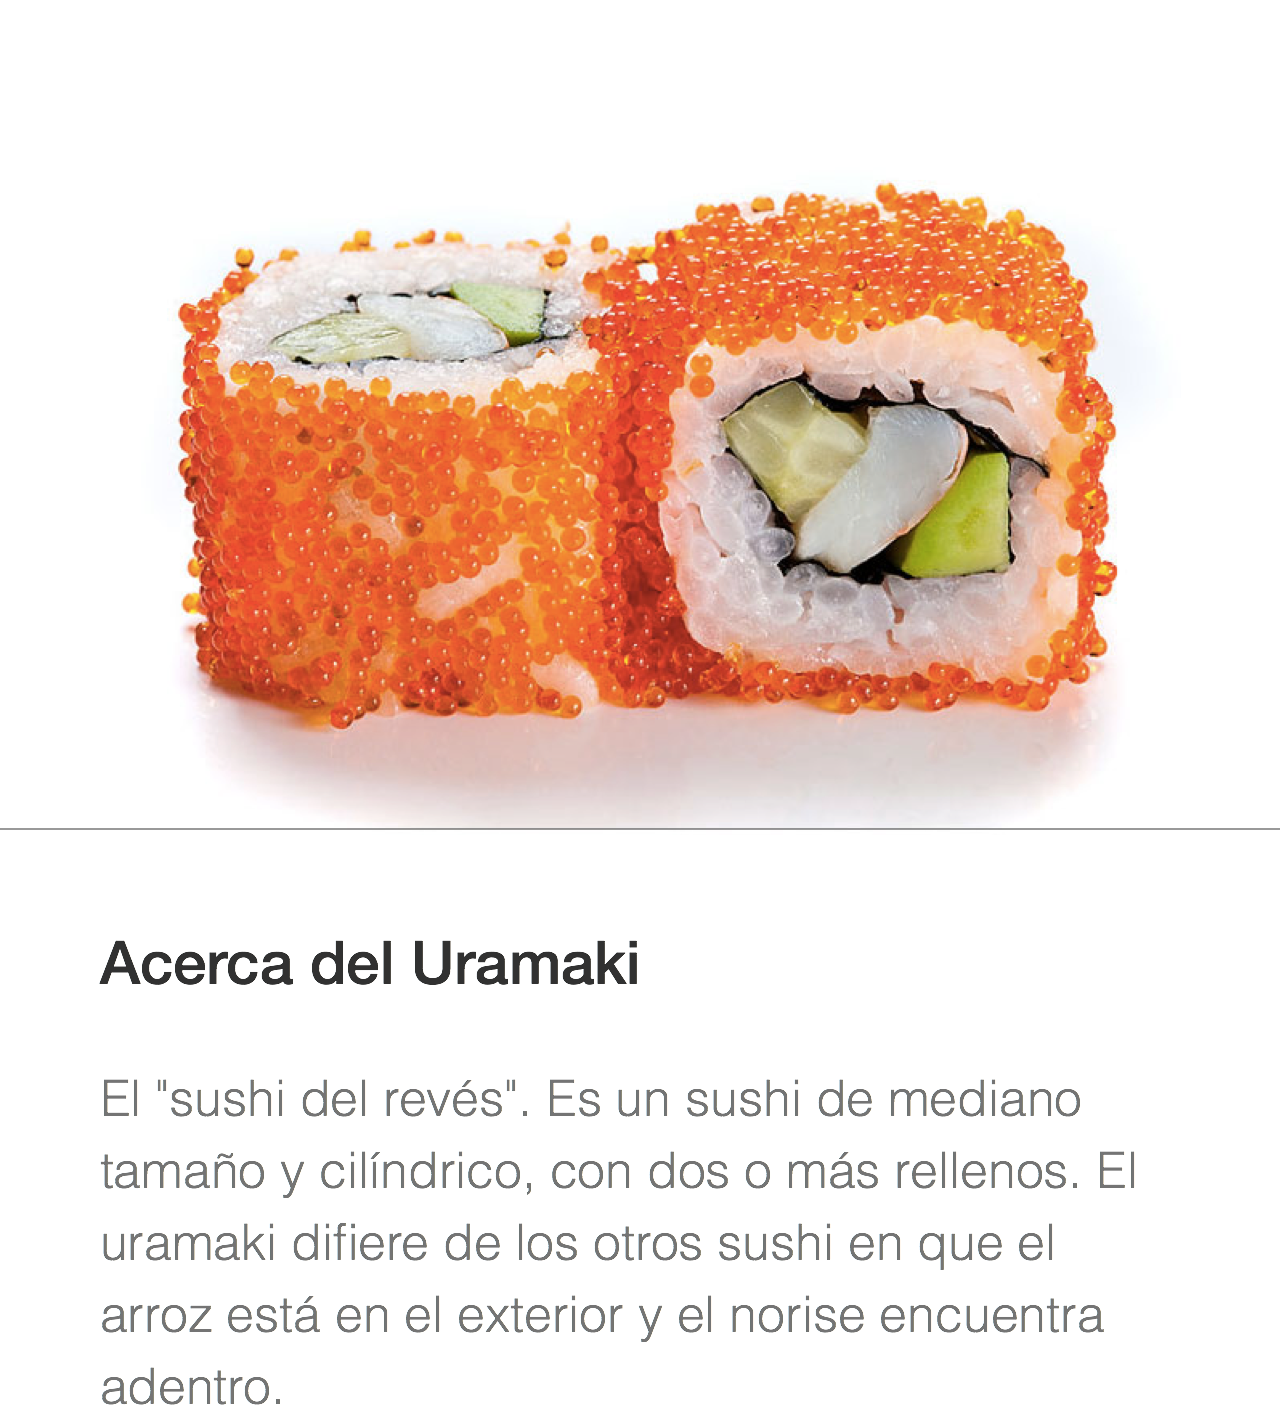 Acerca del Uramaki
El "sushi del revés". Es un sushi de mediano
tamaño y cilíndrico, con dos o más rellenos. El
uramaki difiere de los otros sushi en que el
arroz está en el exterior y el norise encuentra
adentro.